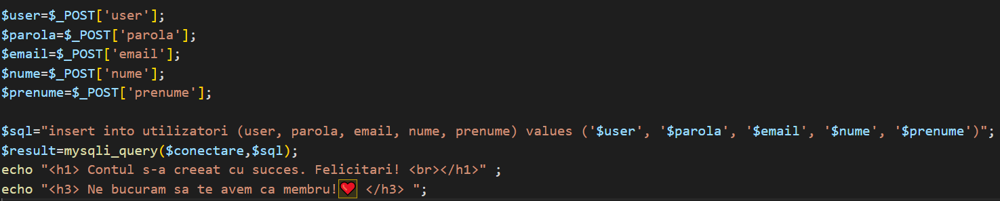 $user=$_POST['user'];
$parola=$_POST['parola'];
$email=$_POST['email'];
$nume=$_POST['nume'];
$prenume=$_POST['prenume'];

$sql="insert into utilizatori (user, parola, email, nume, prenume) values ('$user', '$parola', '$email', '$nume', '$prenume')";
$result=mysqli_query($conectare,$sql);
echo "<h1> Contul s-a creeat cu succes. Felicitari! <br></h1>" ;
echo "<h3> Ne bucuram sa te avem ca membru!❤️ </h3> ";